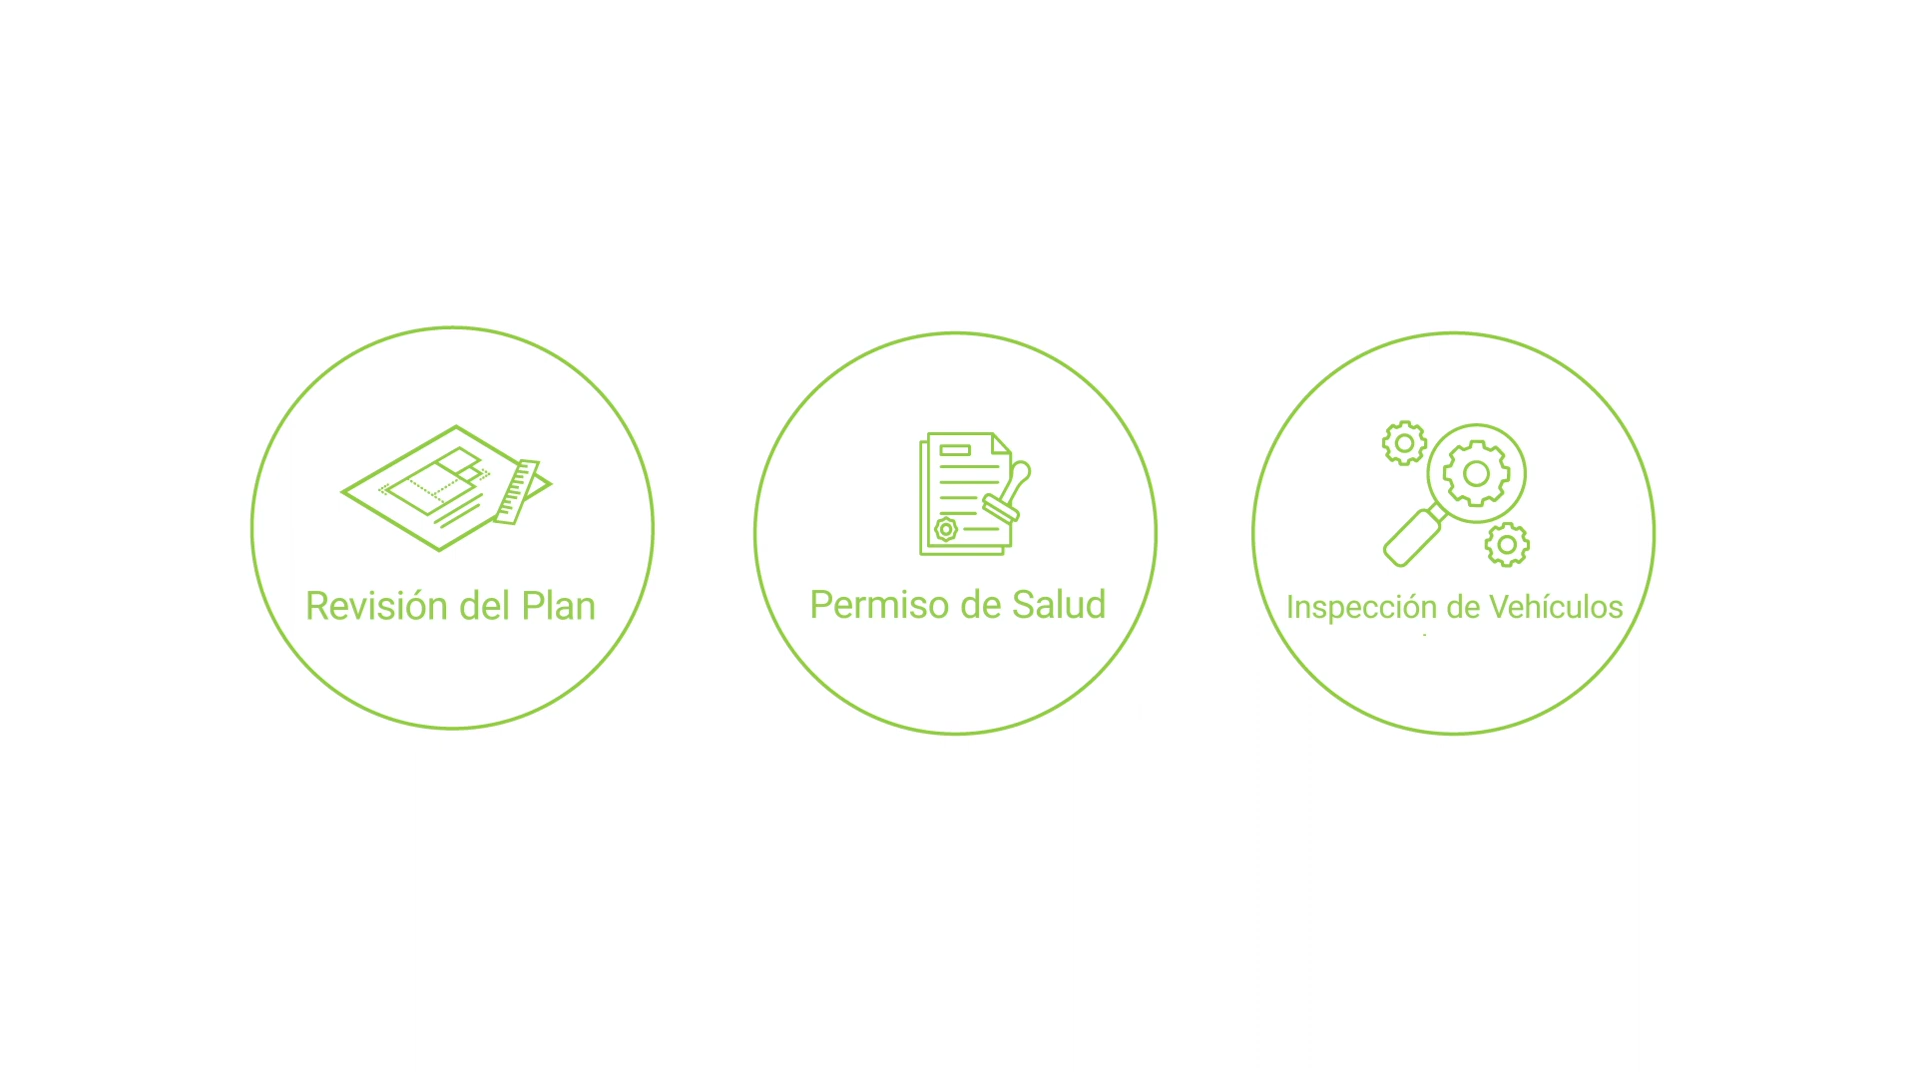 Revisión del Plan
Permiso de Salud
Inspección de Vehículos